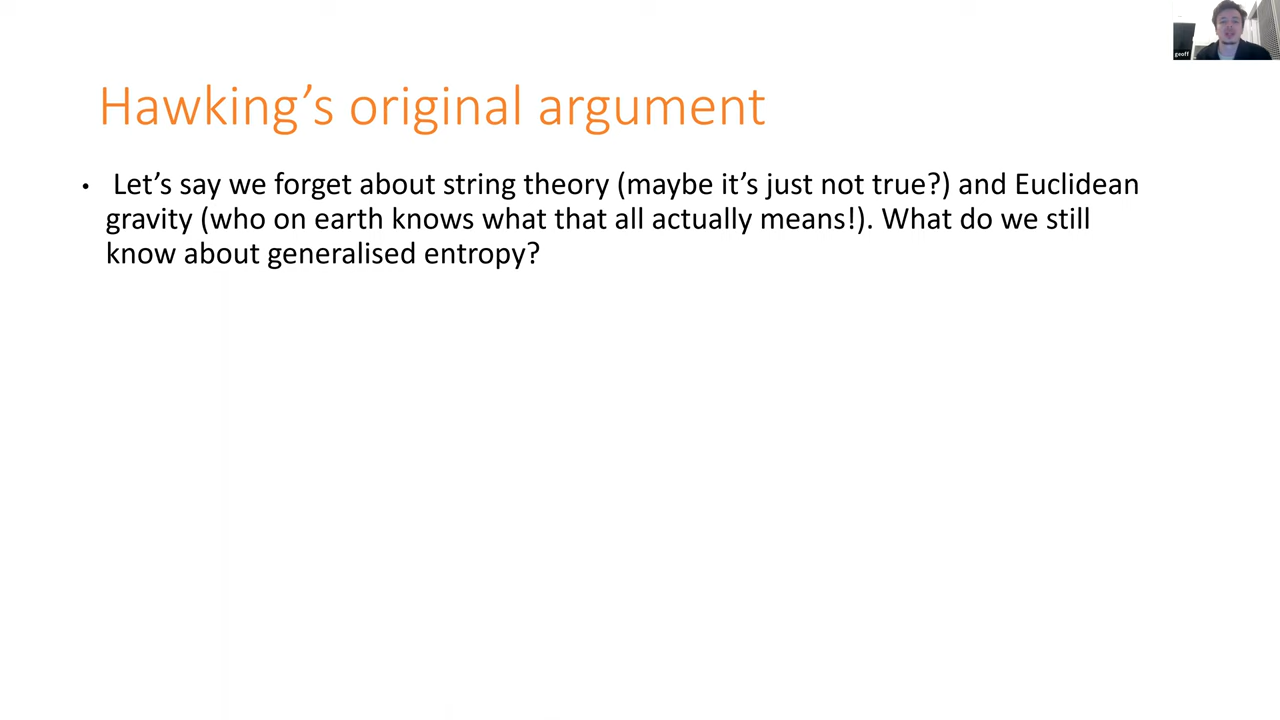 geoff
Hawking’s original argument
• Let’s say we forget about string theory (maybe it’s just not true?) and Euclidean
gravity (who on earth knows what that all actually means!). What do we still
know about generalised entropy?